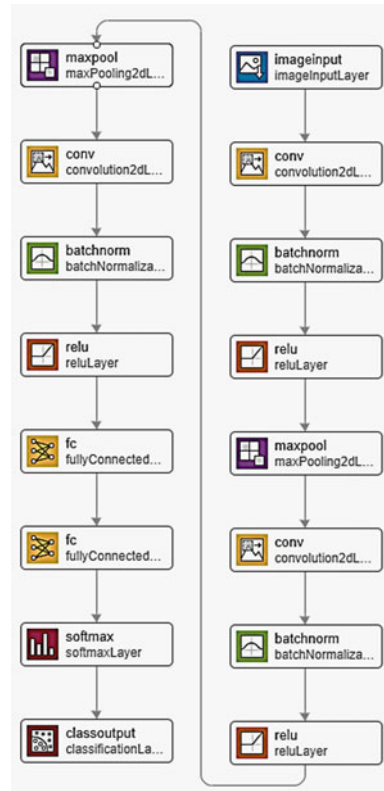 maxpool
maxPooling2dL...
conv
convolution2dL...
batchnorm
batchNormaliza...
relu
reluLayer
fc
fullyConnected...
fc
fullyConnected...
softmax
softmaxLayer
classoutput
classificationLa...
imageinput
imageInputLayer
conv
convolution2dL...
batchnorm
batchNormaliza...
relu
reluLayer
maxpool
maxPooling2dL...
conv
convolution2dL...
batchnorm
batchNormaliza...
relu
reluLayer